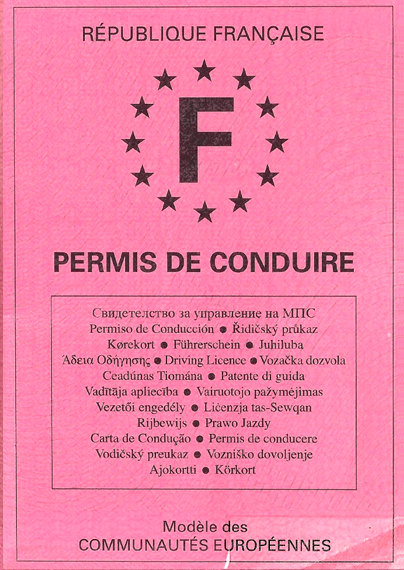 RÉPUBLIQUE FRANÇAISE
F
PERMIS DE CONDUIRE
Свидетелство за управление на МПС
Permiso de Conducción ● Řidičský průkaz
Kørekort ● Führerschein ● Juhiluba
Άδεια Οδήγησης ● Driving Licence ● Vozačka dozvola
Ceadúnas Tiomána ● Patente di guida
Vadītāja apliecība ● Vairuotojo pažymėjimas
Vezetői engedély ● Liċenzja tas-Sewqan
Rijbewijs ● Prawo Jazdy
Carta de Condução ● Permis de conducere
Vodičský preukaz ● Vozniško dovoljenje
Ajokortti ● Körkort
Modèle des
COMMUNAUTÉS EUROPÉENNES